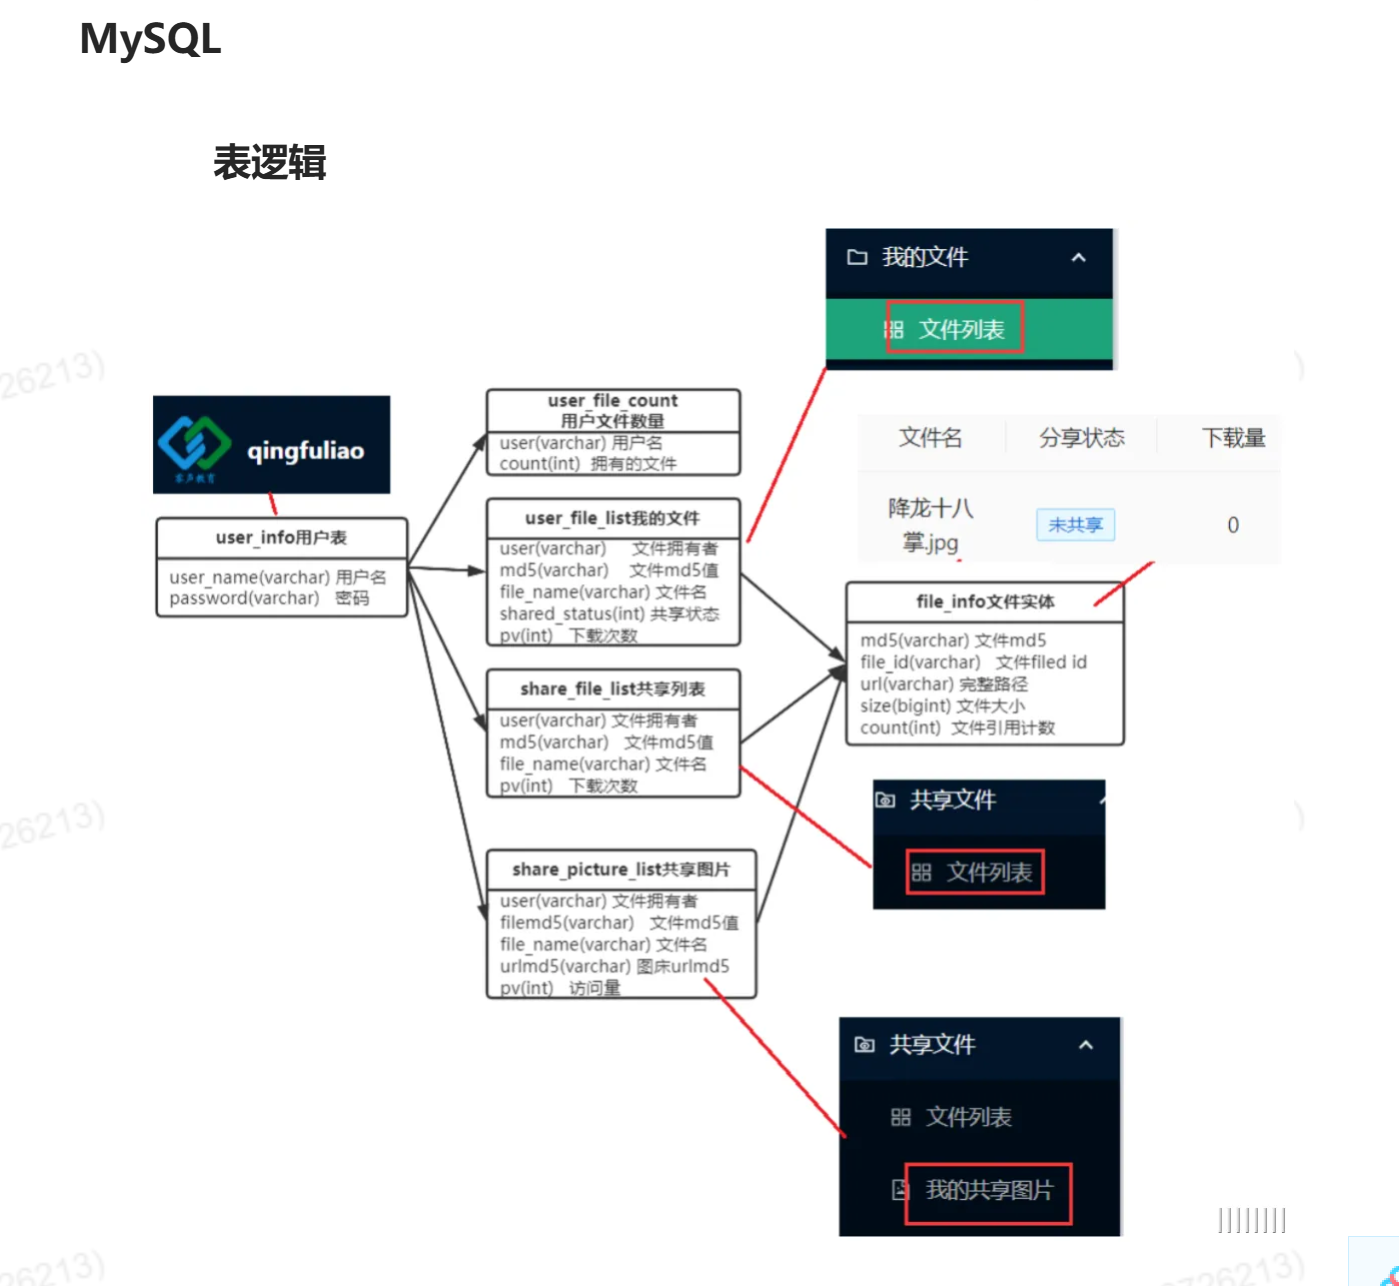 MySQL
表逻辑
我的文件
文件列表
qingfuliao
零声教育
user_info用户表
user_name(varchar) 用户名
password(varchar) 密码
user_file_count
用户文件数量
user(varchar) 用户名
count(int) 拥有的文件
user_file_list我的文件
user(varchar) 文件拥有者
md5(varchar) 文件md5值
file_name(varchar) 文件名
shared_status(int) 共享状态
pv(int) 下载次数
share_file_list共享列表
user(varchar) 文件拥有者
md5(varchar) 文件md5值
file_name(varchar) 文件名
pv(int) 下载次数
share_picture_list共享图片
user(varchar) 文件拥有者
filemd5(varchar) 文件md5值
file_name(varchar) 文件名
urlmd5(varchar) 图床urlmd5
pv(int) 访问量
文件名 分享状态 下载量
降龙十八
掌.jpg
未共享
0
file_info文件实体
md5(varchar) 文件md5
file_id(varchar) 文件filed id
url(varchar) 完整路径
size(bigint) 文件大小
count(int) 文件引用计数
共享文件
文件列表
共享文件
文件列表
我的共享图片
26213)
26213)
26213)
726213)